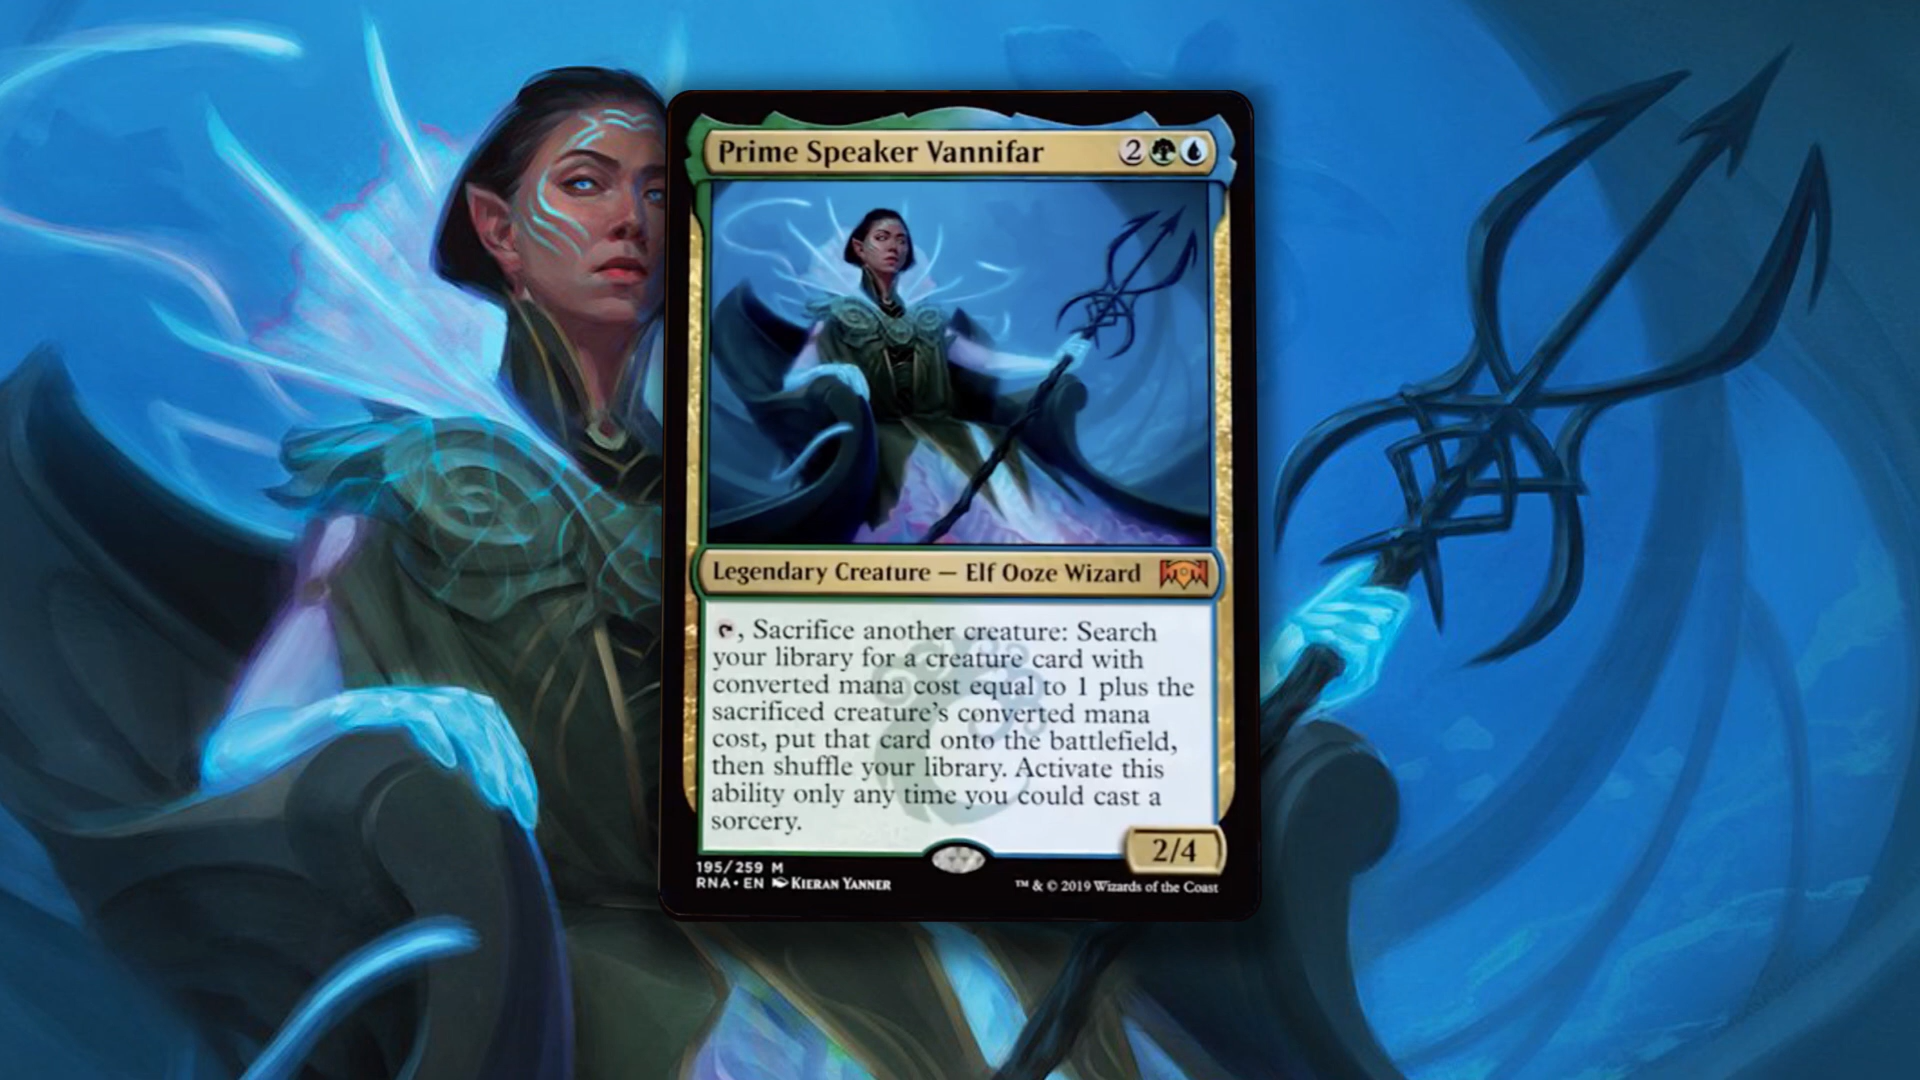 Prime Speaker Vannifar 2
Legendary Creature — Elf Ooze Wizard
, Sacrifice another creature: Search
your library for a creature card with
converted mana cost equal to 1 plus the
sacrificed creature's converted mana
cost, put that card onto the battlefield,
then shuffle your library. Activate this
ability only any time you could cast a
sorcery.
2/4
195/259 M
RNA • EN KIERAN YANNER
™ & © 2019 Wizards of the Coast